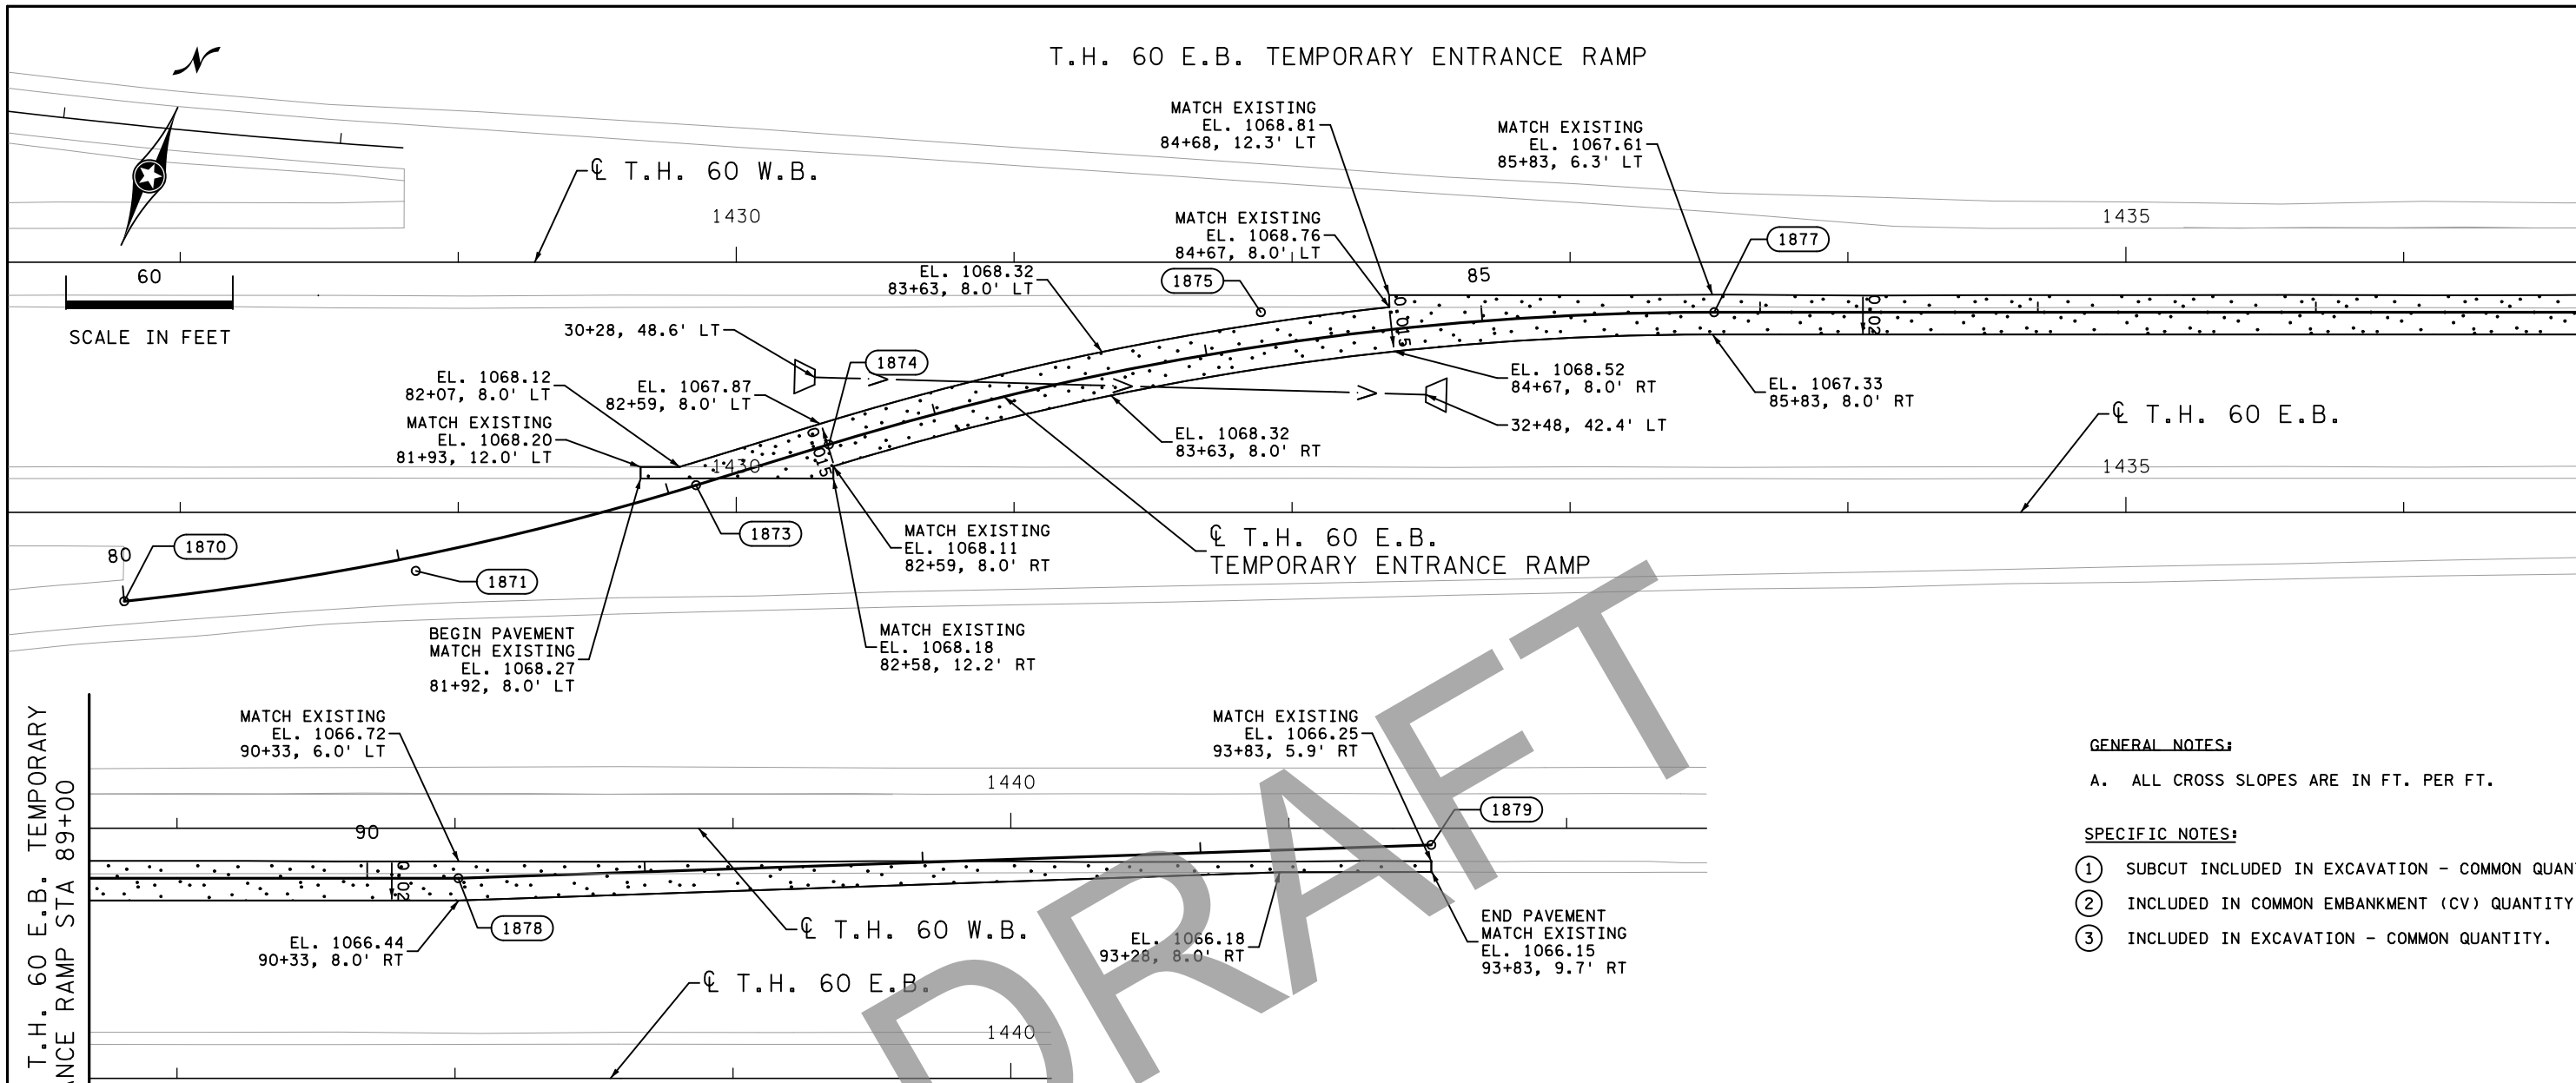 T.H. 60 E.B. TEMPORARY ENTRANCE RAMP
N
60
SCALE IN FEET
℄ T.H. 60 W.B.
1430
1435
MATCH EXISTING
EL. 1068.81
84+68, 12.3' LT
MATCH EXISTING
EL. 1067.61
85+83, 6.3' LT
MATCH EXISTING
EL. 1068.76
84+67, 8.0' LT
1877
85
EL. 1068.32
83+63, 8.0' LT
1875
30+28, 48.6' LT
1874
0.015
0.02
EL. 1068.12
82+07, 8.0' LT
EL. 1067.87
82+59, 8.0' LT
EL. 1068.52
84+67, 8.0' RT
EL. 1067.33
85+83, 8.0' RT
MATCH EXISTING
EL. 1068.20
81+93, 12.0' LT
32+48, 42.4' LT
℄ T.H. 60 E.B.
EL. 1068.32
83+63, 8.0' RT
0.015
1430
1435
80
1870
1871
1873
MATCH EXISTING
EL. 1068.11
82+59, 8.0' RT
℄ T.H. 60 E.B.
TEMPORARY ENTRANCE RAMP
BEGIN PAVEMENT
MATCH EXISTING
EL. 1068.27
81+92, 8.0' LT
MATCH EXISTING
EL. 1068.18
82+58, 12.2' RT
T.H. 60 E.B. TEMPORARY
ANCE RAMP STA 89+00
MATCH EXISTING
EL. 1066.72
90+33, 6.0' LT
MATCH EXISTING
EL. 1066.25
93+83, 5.9' RT
1440
1879
90
0.02
1878
EL. 1066.44
90+33, 8.0' RT
℄ T.H. 60 W.B.
EL. 1066.18
93+28, 8.0' RT
END PAVEMENT
MATCH EXISTING
EL. 1066.15
93+83, 9.7' RT
℄ T.H. 60 E.B.
1440
DRAFT
GENERAL NOTES:
A. ALL CROSS SLOPES ARE IN FT. PER FT.
SPECIFIC NOTES:
1 SUBCUT INCLUDED IN EXCAVATION - COMMON QUAN
2 INCLUDED IN COMMON EMBANKMENT (CV) QUANTITY
3 INCLUDED IN EXCAVATION - COMMON QUANTITY.